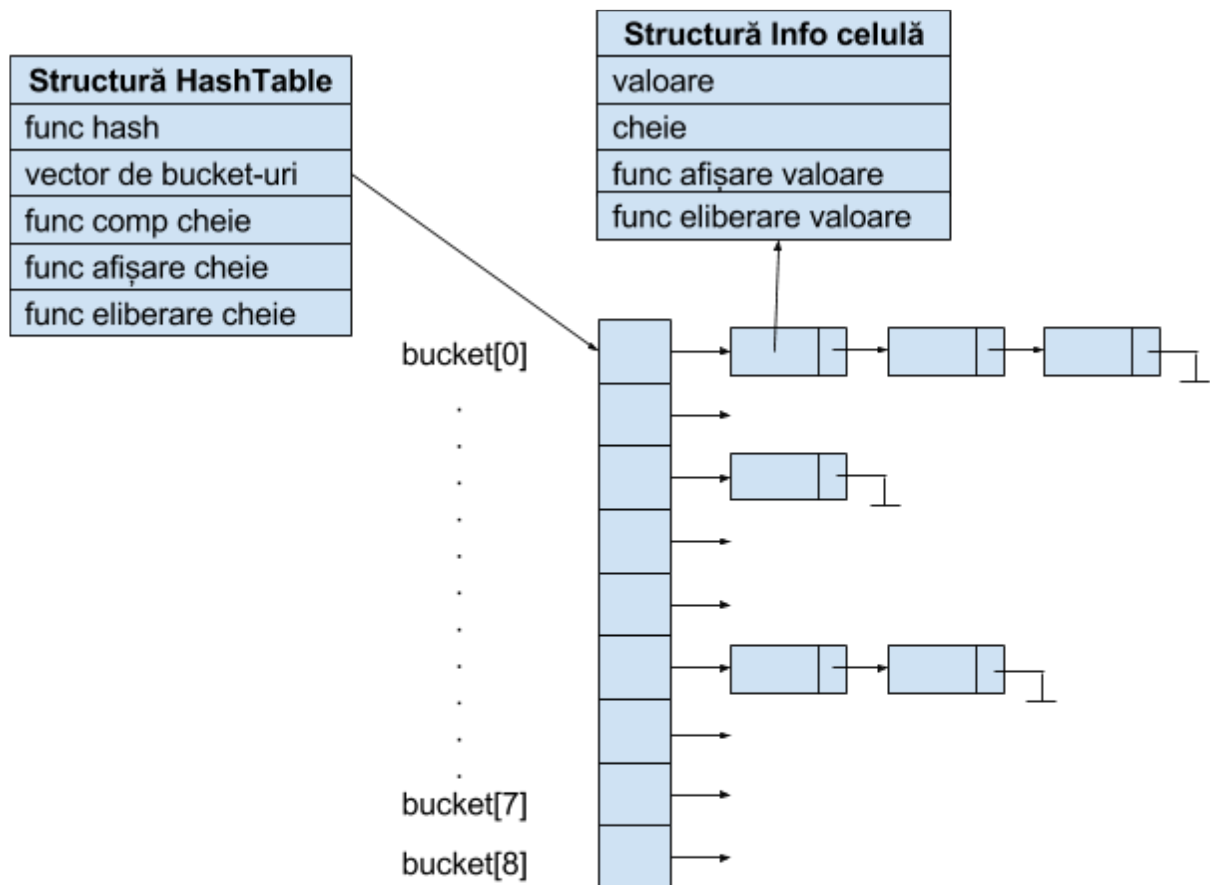 Structură HashTable
func hash
vector de bucket-uri
func comp cheie
func afișare cheie
func eliberare cheie
Structură Info celulă
valoare
cheie
func afișare valoare
func eliberare valoare
bucket[0]
bucket[7]
bucket[8]